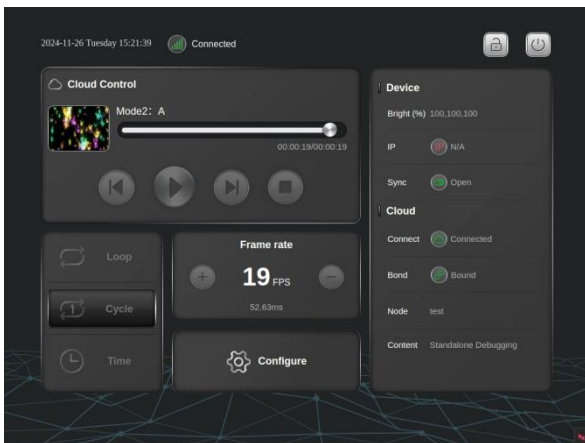 2024-11-26 Tuesday 15:21:39 Connected
Cloud Control
Mode2: A
00:00:19/00:00:19
Loop
1 Cycle
Time
Frame rate
+ 19 FPS −
52.63ms
Configure
Device
Bright (%) 100,100,100
IP IP N/A
Sync Open
Cloud
Connect Connected
Bond Bound
Node test
Content Standalone Debugging